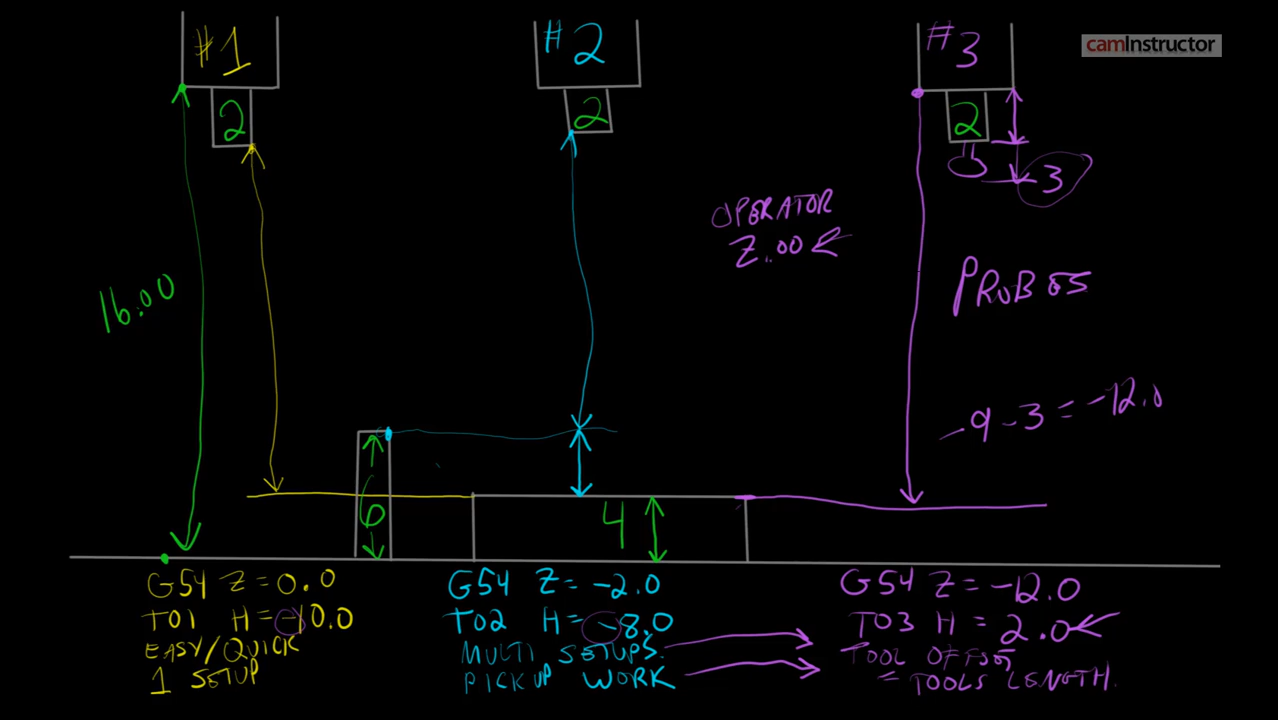 camInstructor
#1
#2
#3
2
2
2
3
OPERATOR
Z.00
16.00
PROBES
-9-3=-12.0
6
4
G54 Z=0.0
T01 H=-10.0
EASY/QUICK
1 SETUP
G54 Z=-2.0
T02 H=-8.0
MULTI SETUPS.
PICKUP WORK
G54 Z=-12.0
T03 H=2.0
TOOL OFFSET
= TOOLS LENGTH.